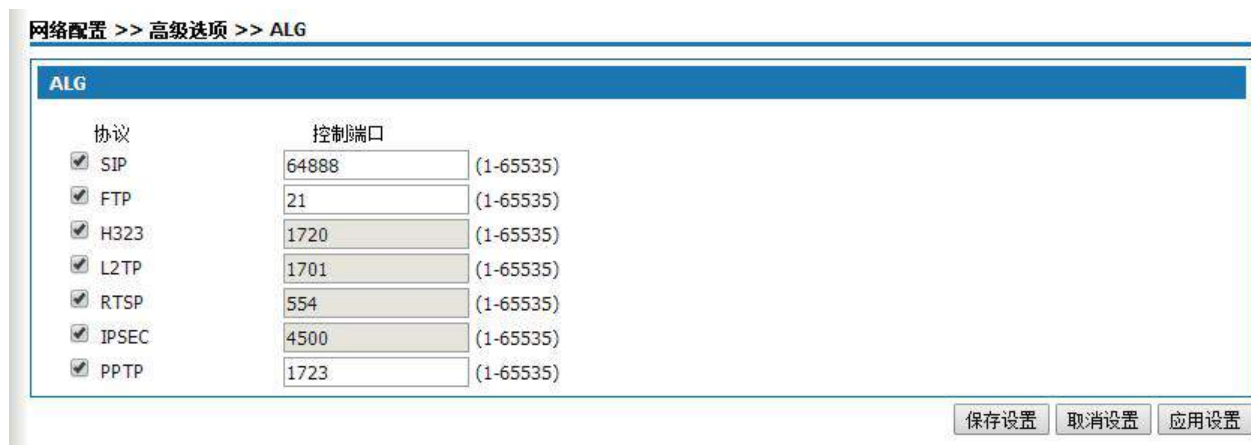 网络配置 >> 高级选项 >> ALG
ALG
协议 控制端口
SIP 64888 (1-65535)
FTP 21 (1-65535)
H323 1720 (1-65535)
L2TP 1701 (1-65535)
RTSP 554 (1-65535)
IPSEC 4500 (1-65535)
PPTP 1723 (1-65535)
保存设置 取消设置 应用设置